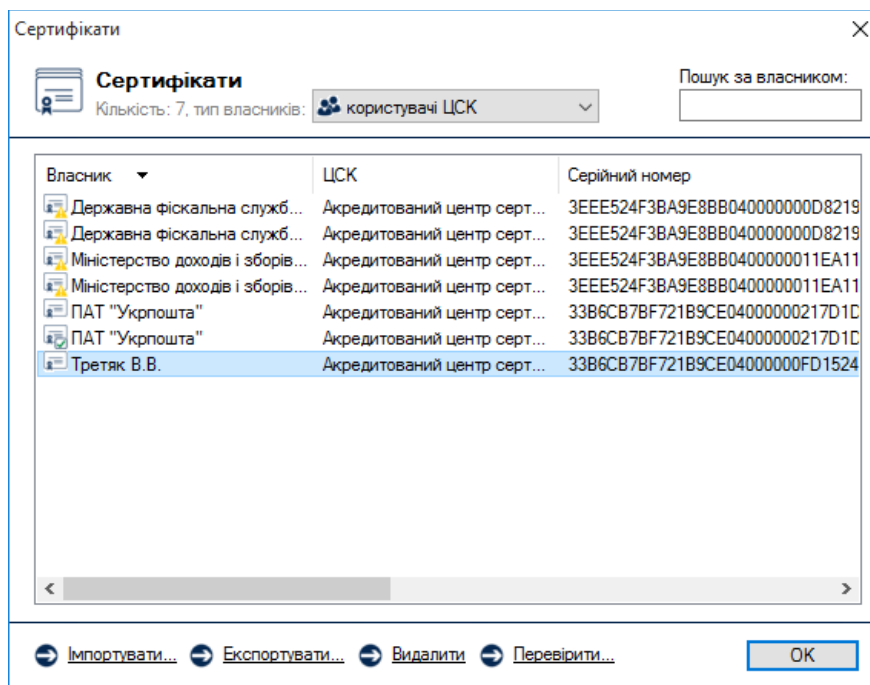 Сертифікати
Сертифікати
Кількість: 7, тип власників: користувачі ЦСК
Пошук за власником:
Власник ЦСК Серійний номер
Державна фіскальна служб... Акредитований центр серт... 3EEE524F3BA9E8BB040000000D8219
Державна фіскальна служб... Акредитований центр серт... 3EEE524F3BA9E8BB040000000D8219
Міністерство доходів і зборів... Акредитований центр серт... 3EEE524F3BA9E8BB0400000011EA11
Міністерство доходів і зборів... Акредитований центр серт... 3EEE524F3BA9E8BB0400000011EA11
ПАТ "Укрпошта" Акредитований центр серт... 33B6CB7BF721B9CE04000000217D1D
ПАТ "Укрпошта" Акредитований центр серт... 33B6CB7BF721B9CE04000000217D1D
Третяк В.В. Акредитований центр серт... 33B6CB7BF721B9CE04000000FD1524
Імпортувати... Експортувати... Видалити Перевірити... OK